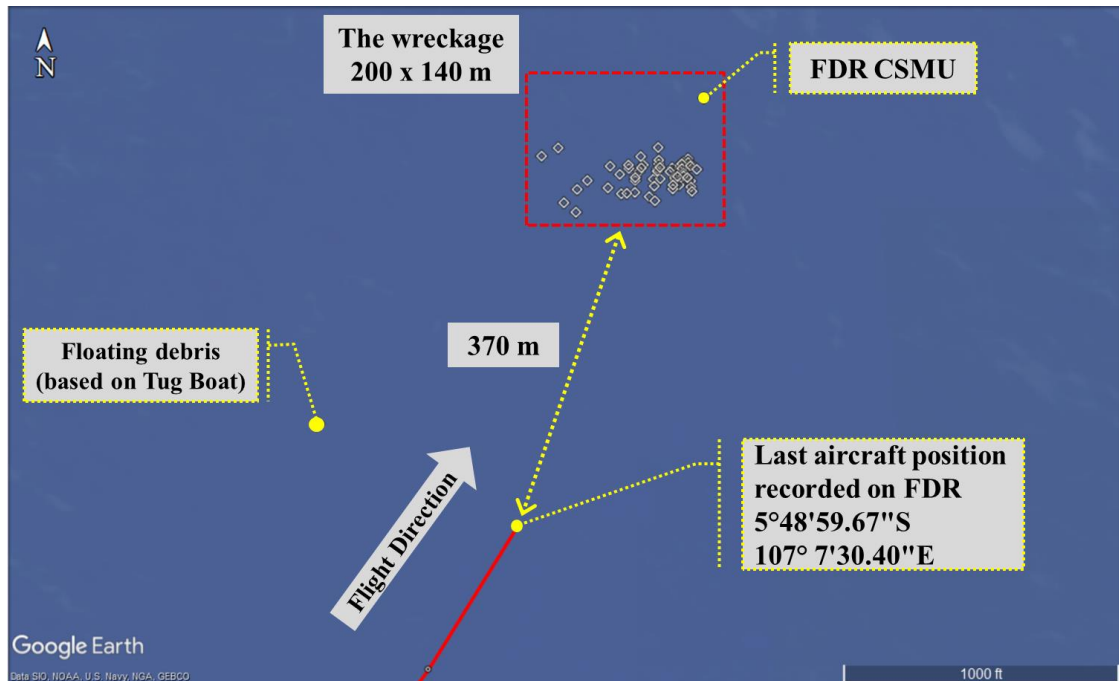 The wreckage
200 x 140 m
FDR CSMU
N
370 m
Floating debris
(based on Tug Boat)
Flight Direction
Last aircraft position
recorded on FDR
5°48'59.67"S
107° 7'30.40"E
Google Earth
Data SIO, NOAA, U.S. Navy, NGA, GEBCO
1000 ft